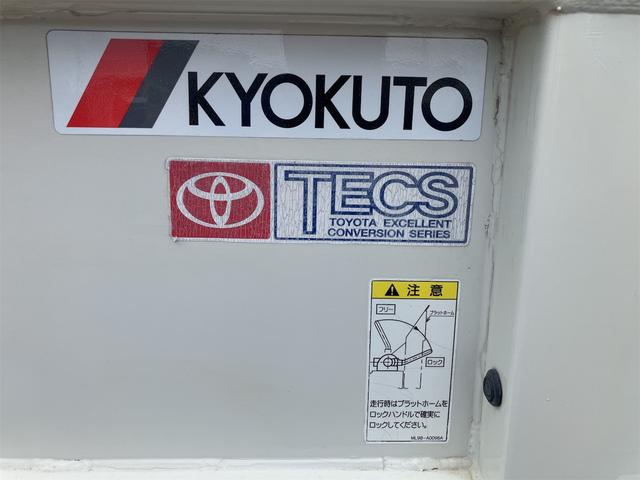 KYOKUTO
TECS
TOYOTA EXCELLENT
CONVERSION SERIES
注意
フリー
プラットホーム
ロック
走行時はプラットホームを
ロックハンドルで確実に
ロックしてください。
ML98-A0096A